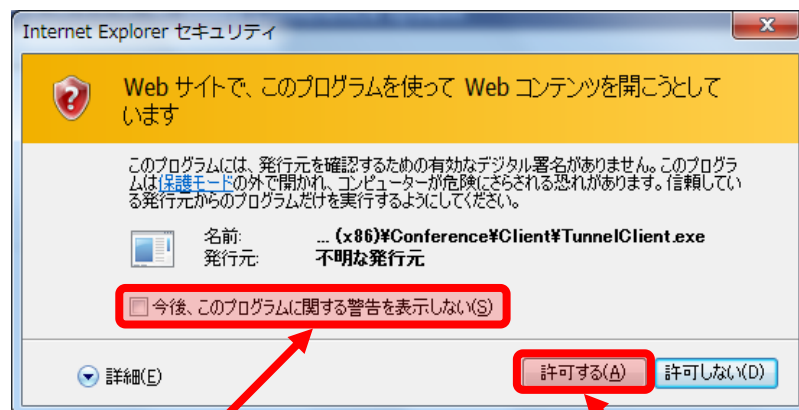 Internet Explorer セキュリティ
Web サイトで、このプログラムを使って Web コンテンツを開こうとして
います
このプログラムには、発行元を確認するための有効なデジタル署名がありません。このプログラ
ムは保護モードの外で開かれ、コンピューターが危険にさらされる恐れがあります。信頼してい
る発行元からのプログラムだけを実行するようにしてください。
名前: ... (x86)¥Conference¥Client¥TunnelClient.exe
発行元: 不明な発行元
今後、このプログラムに関する警告を表示しない(S)
詳細(E) 許可する(A) 許可しない(D)